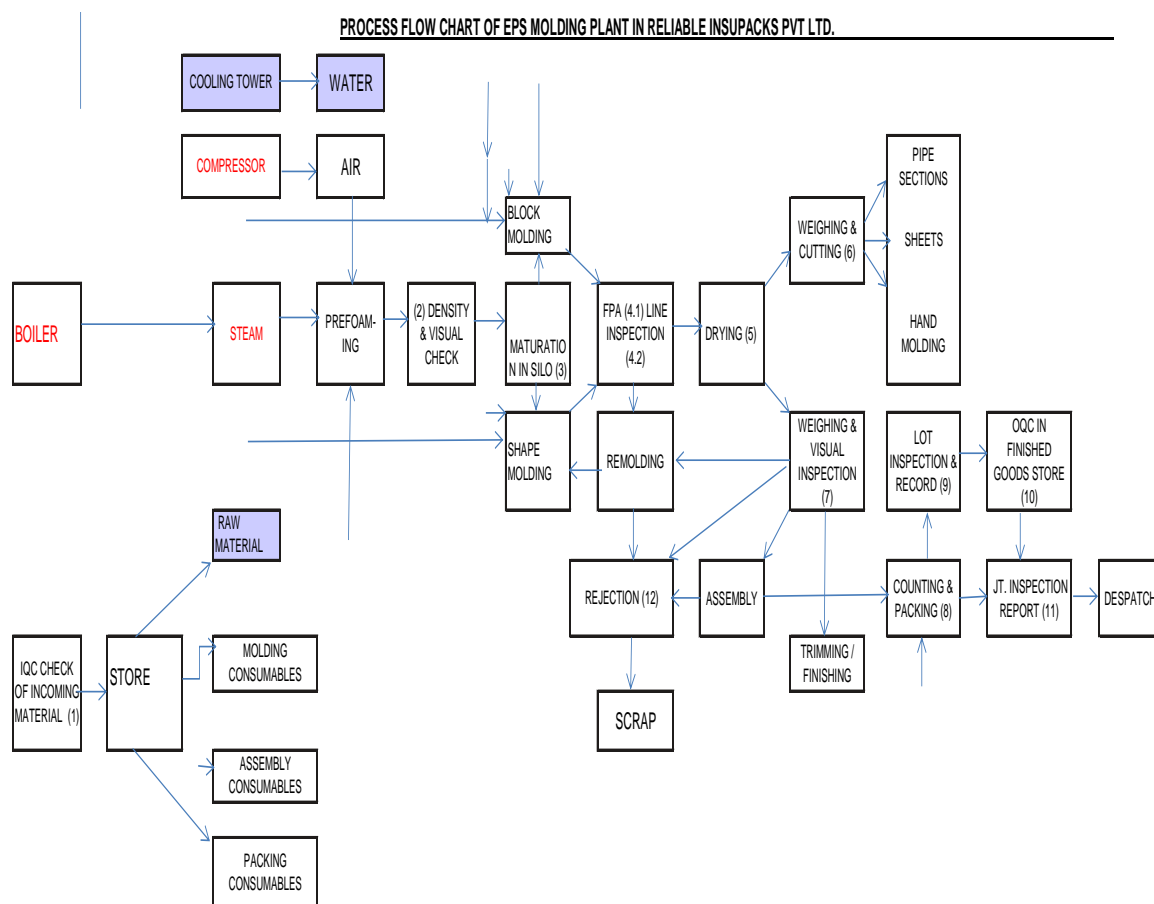 PROCESS FLOW CHART OF EPS MOLDING PLANT IN RELIABLE INSUPACKS PVT LTD.
COOLING TOWER
WATER
COMPRESSOR
AIR
PIPE
SECTIONS
SHEETS
HAND
MOLDING
BLOCK
MOLDING
WEIGHING &
CUTTING (6)
BOILER
STEAM
PREFOAM-
ING
(2) DENSITY
& VISUAL
CHECK
MATURATIO
N IN SILO (3)
FPA (4.1) LINE
INSPECTION
(4.2)
DRYING (5)
SHAPE
MOLDING
REMOLDING
WEIGHING &
VISUAL
INSPECTION
(7)
LOT
INSPECTION &
RECORD (9)
OQC IN
FINISHED
GOODS STORE
(10)
RAW
MATERIAL
REJECTION (12)
ASSEMBLY
COUNTING &
PACKING (8)
JT. INSPECTION
REPORT (11)
DESPATCH
IQC CHECK
OF INCOMING
MATERIAL (1)
STORE
MOLDING
CONSUMABLES
TRIMMING /
FINISHING
SCRAP
ASSEMBLY
CONSUMABLES
PACKING
CONSUMABLES